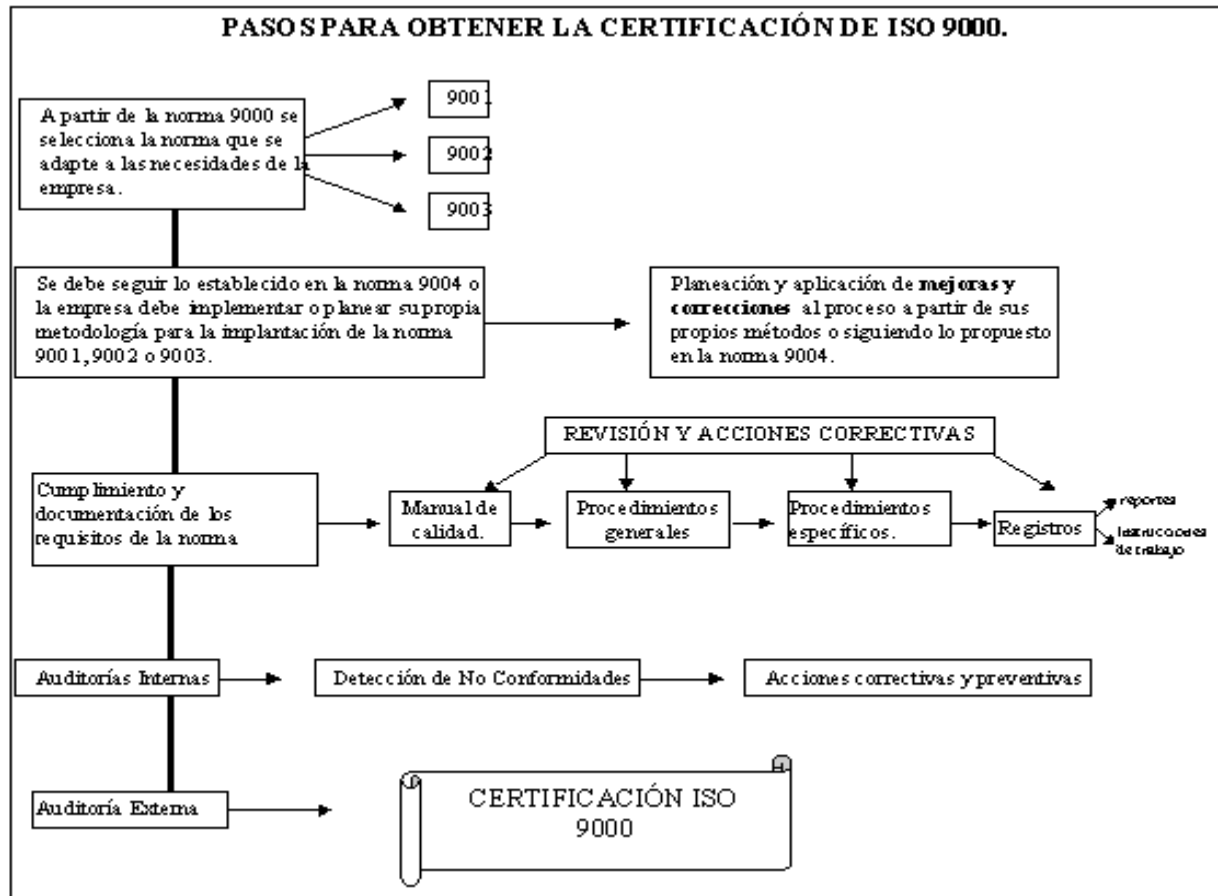 PASOS PARA OBTENER LA CERTIFICACIÓN DE ISO 9000.
A partir de la norma 9000 se
selecciona la norma que se
adapte a las necesidades de la
empresa.
9001
9002
9003
Se debe seguir lo establecido en la norma 9004 o
la empresa debe implementar o planear su propia
metodología para la implantación de la norma
9001, 9002 o 9003.
Planeación y aplicación de mejoras y
correcciones al proceso a partir de sus
propios métodos o siguiendo lo propuesto
en la norma 9004.
REVISIÓN Y ACCIONES CORRECTIVAS
Cumplimiento y
documentación de los
requisitos de la norma
Manual de
calidad.
Procedimientos
generales
Procedimientos
específicos.
Registros
reportes
Instrucciones
de trabajo
Auditorías Internas
Detección de No Conformidades
Acciones correctivas y preventivas
Auditoría Externa
CERTIFICACIÓN ISO
9000